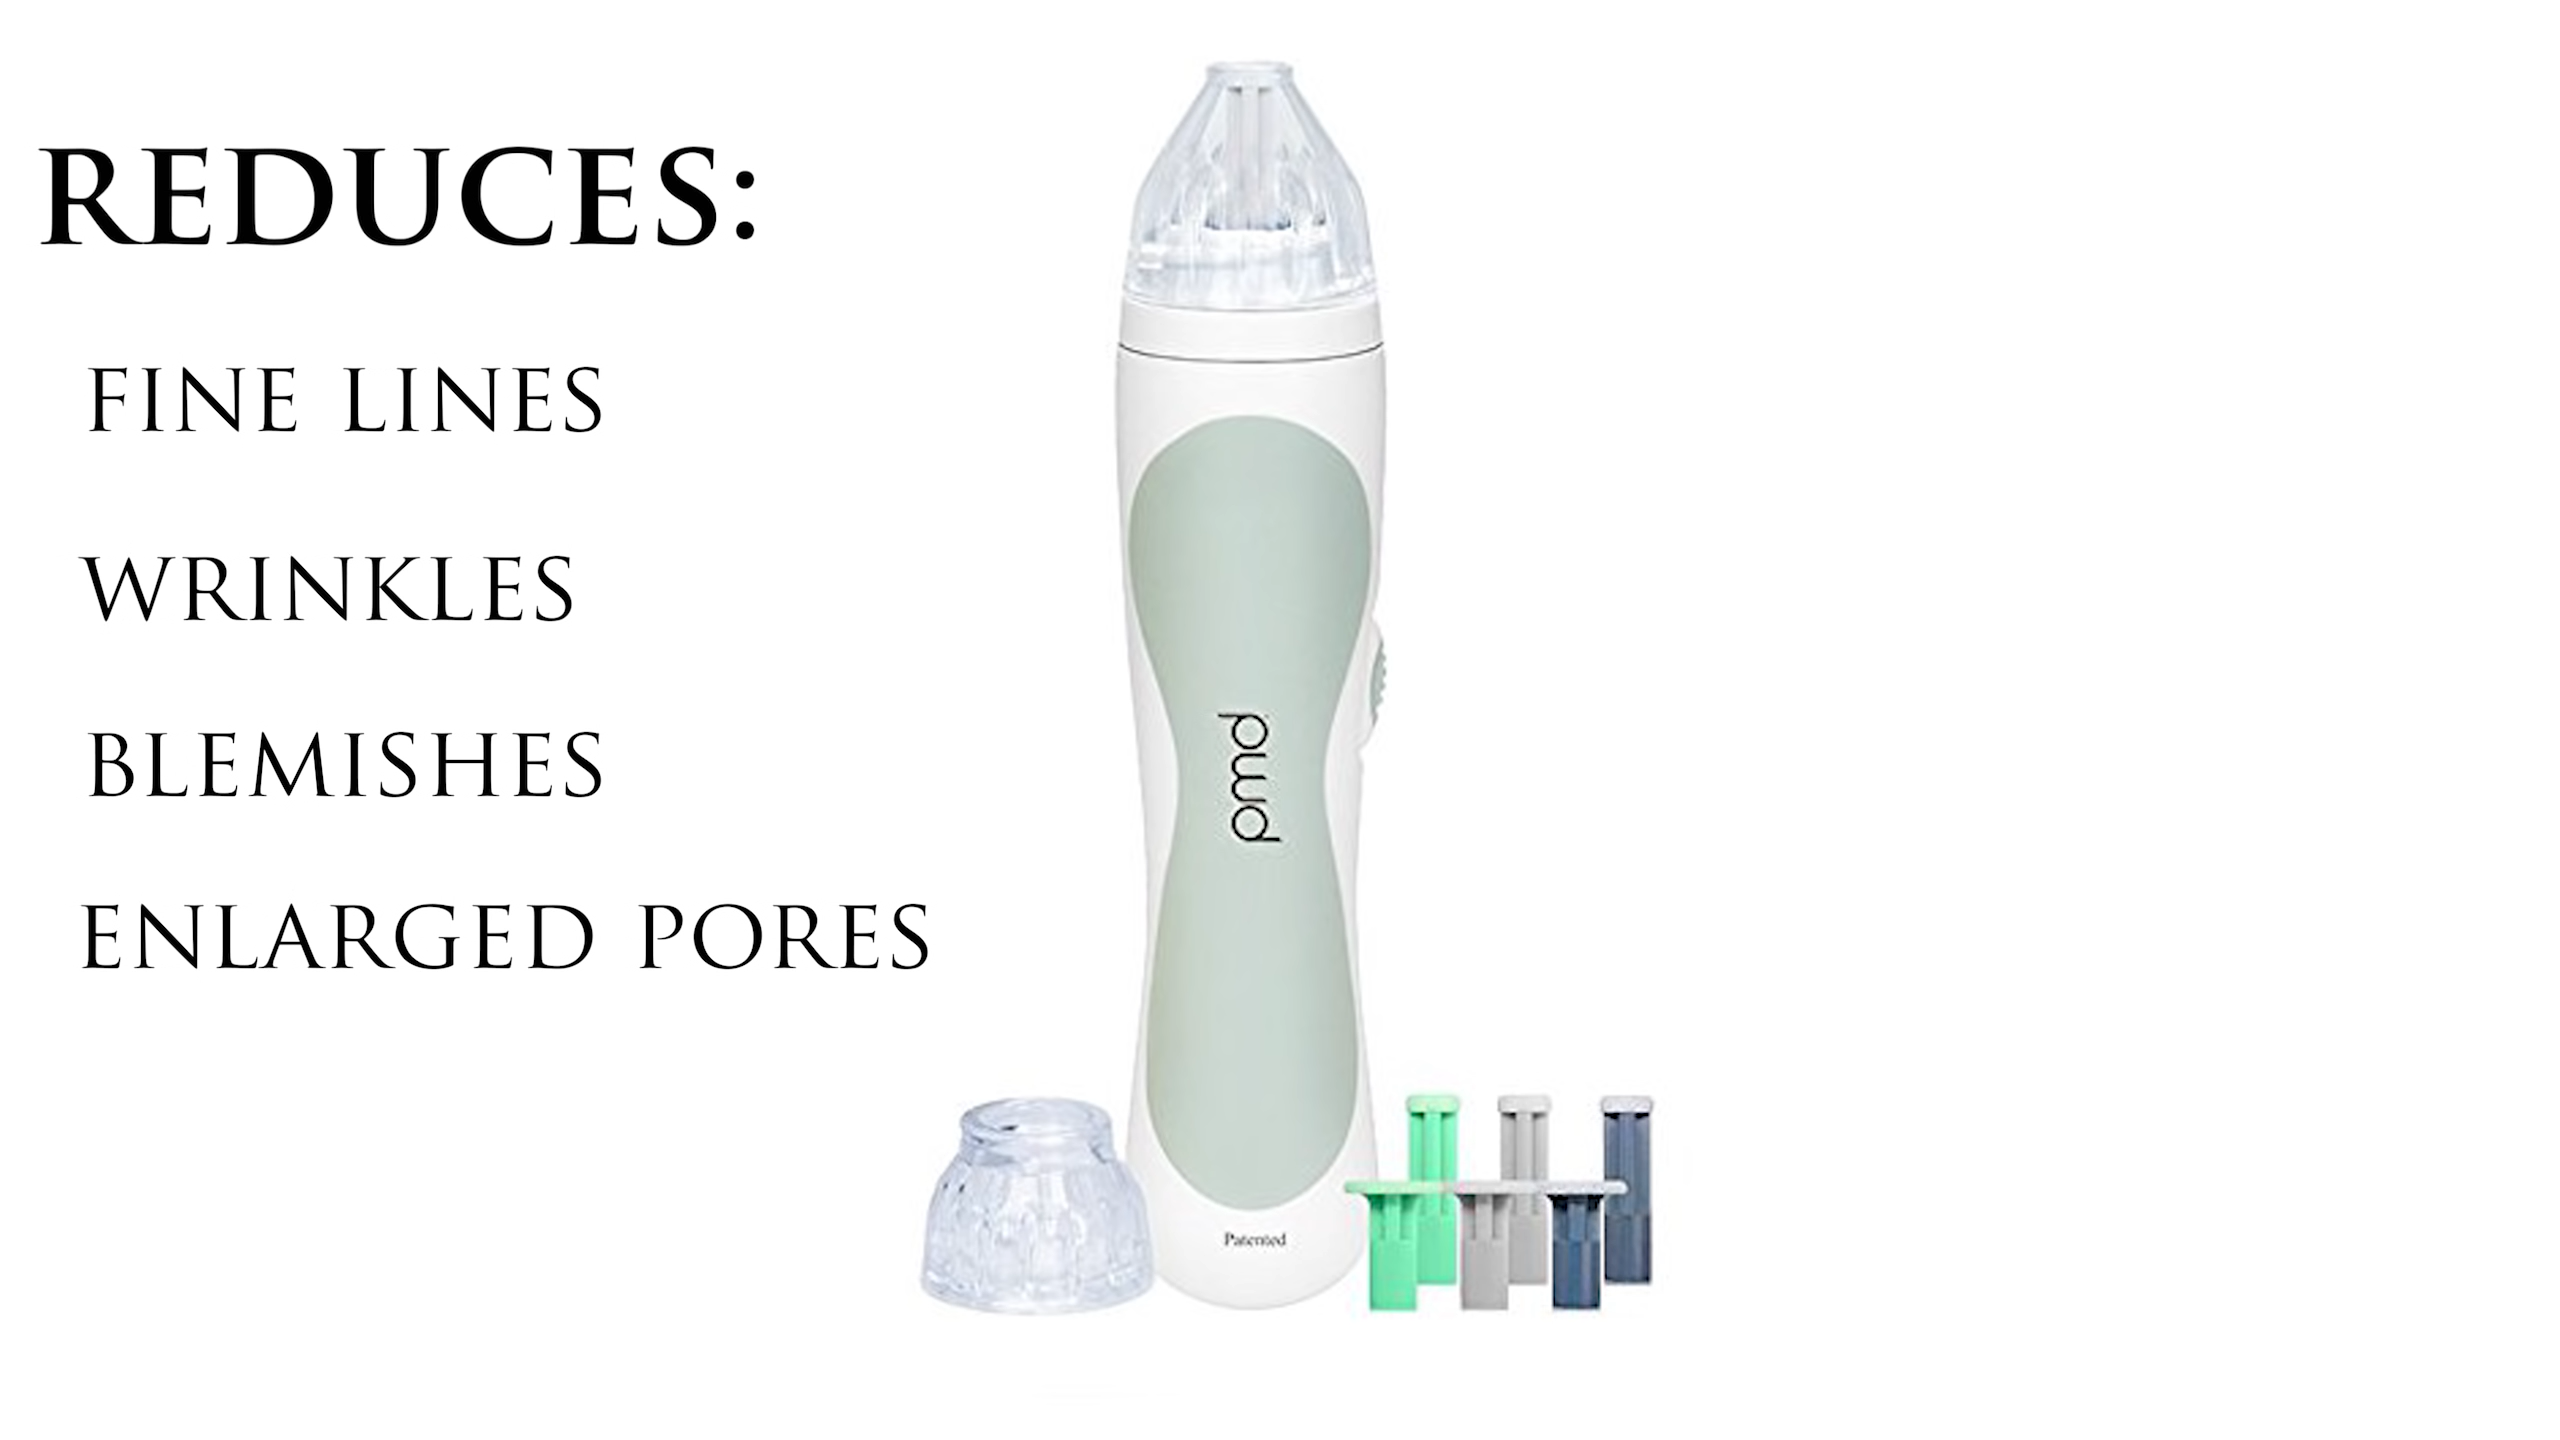 REDUCES:
FINE LINES
WRINKLES
BLEMISHES
ENLARGED PORES
pmd
Patented